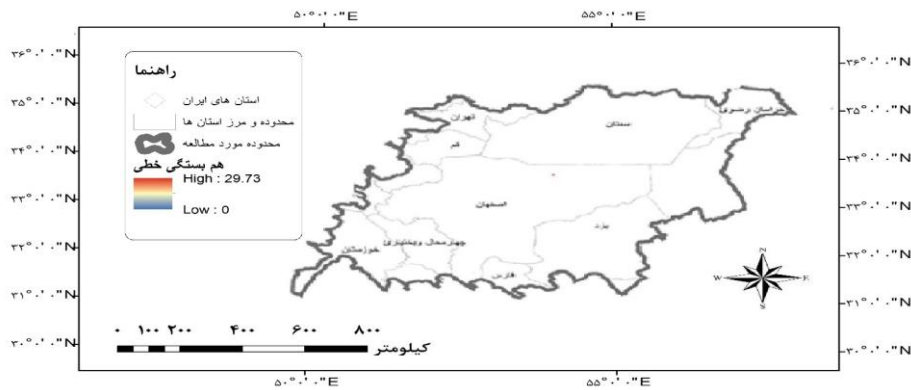 ۵۰°۰'۰"E ۵۵°۰'۰"E
۳۶°۰'۰"N
۳۵°۰'۰"N
۳۴°۰'۰"N
۳۳°۰'۰"N
۳۲°۰'۰"N
۳۱°۰'۰"N
۳۰°۰'۰"N
راهنما
استان های ایران
محدوده و مرز استان ها
محدوده مورد مطالعه
هم بستگی خطی
High : 29.73
Low : 0
خراسان رضوی
تهران
سمنان
قم
اصفهان
یزد
چهارمحال وبختیاری
خوزستان
فارس
N
W E
S
۰ ۱۰۰ ۲۰۰ ۴۰۰ ۶۰۰ ۸۰۰
کیلومتر
۳۶°۰'۰"N
۳۵°۰'۰"N
۳۴°۰'۰"N
۳۳°۰'۰"N
۳۲°۰'۰"N
۳۱°۰'۰"N
۳۰°۰'۰"N
۵۰°۰'۰"E ۵۵°۰'۰"E